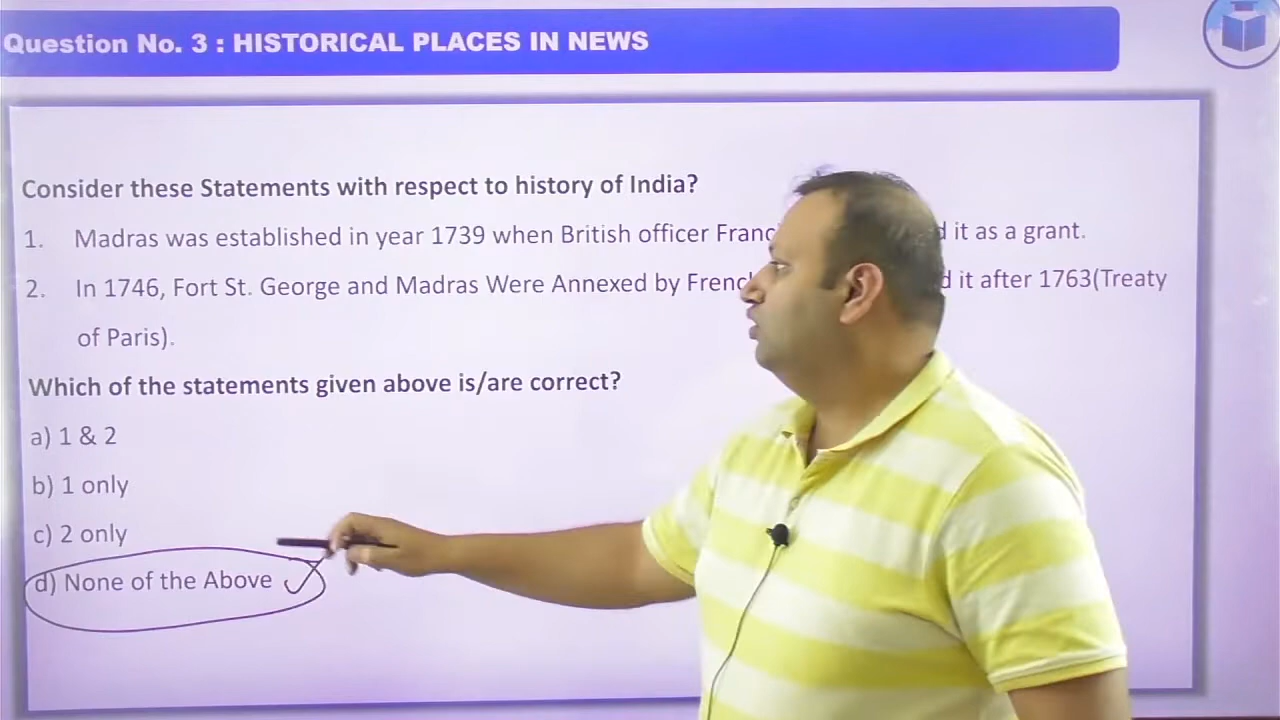 Question No. 3 : HISTORICAL PLACES IN NEWS
Consider these Statements with respect to history of India?
1. Madras was established in year 1739 when British officer it as a grant.
2. In 1746, Fort St. George and Madras Were Annexed by it after 1763(Treaty
of Paris).
Which of the statements given above is/are correct?
a) 1 & 2
b) 1 only
c) 2 only
d) None of the Above